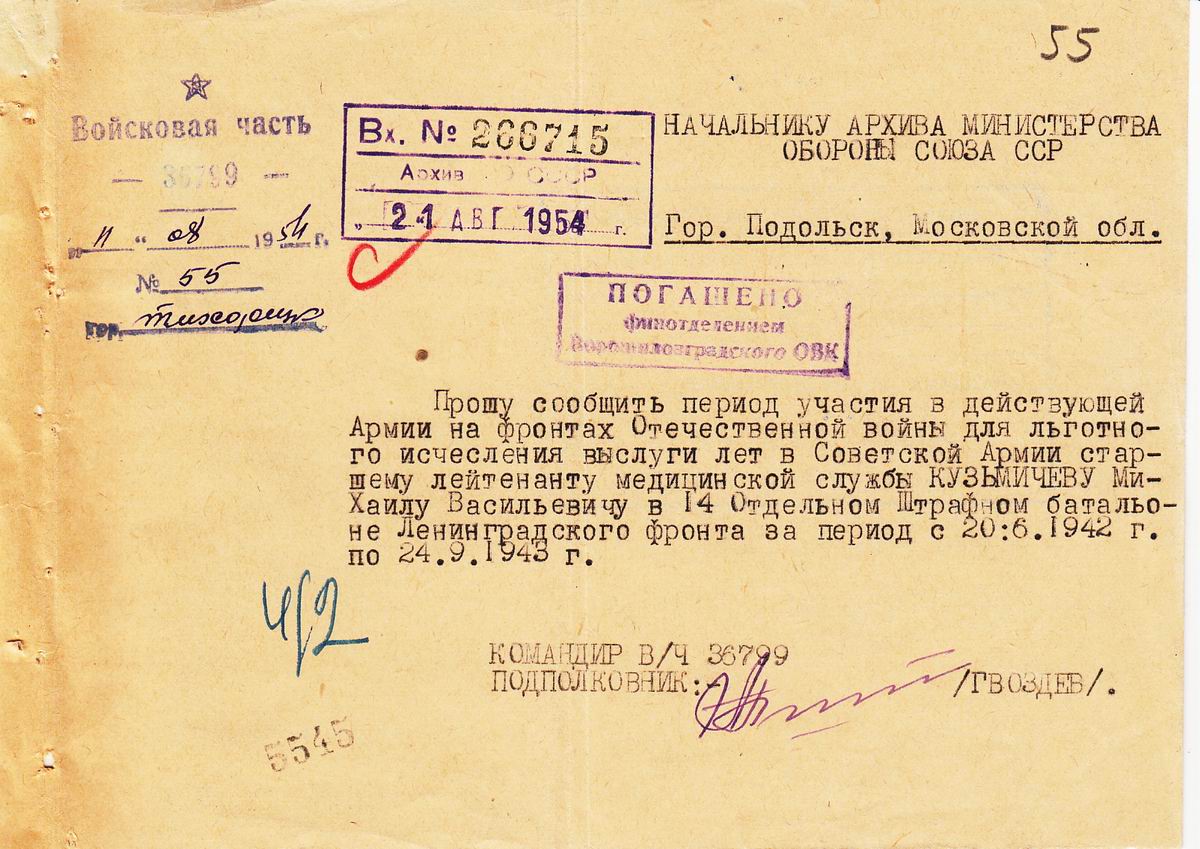 55
Войсковая часть
— 36799 —
„ 11 “ 08 1954 г.
№ 55
гор. Тихорецк
Вх. № 266715
Архив СССР
„ 21 АВГ 1954 г.
НАЧАЛЬНИКУ АРХИВА МИНИСТЕРСТВА
ОБОРОНЫ СОЮЗА ССР
Гор. Подольск, Московской обл.
ПОГАШЕНО
финотделением
Ворошиловградского ОВК
Прошу сообщить период участия в действующей
Армии на фронтах Отечественной войны для льготно-
го исчесления выслуги лет в Советской Армии стар-
шему лейтенанту медицинской службы КУЗЬМИЧЕВУ Ми-
Хаилу Васильевичу в 14 Отдельном Штрафном батальо-
не Ленинградского фронта за период с 20:6.1942 г.
по 24.9.1943 г.
4/2
КОМАНДИР В/Ч 36799
ПОДПОЛКОВНИК:- /ГВОЗДЕВ/.
5545